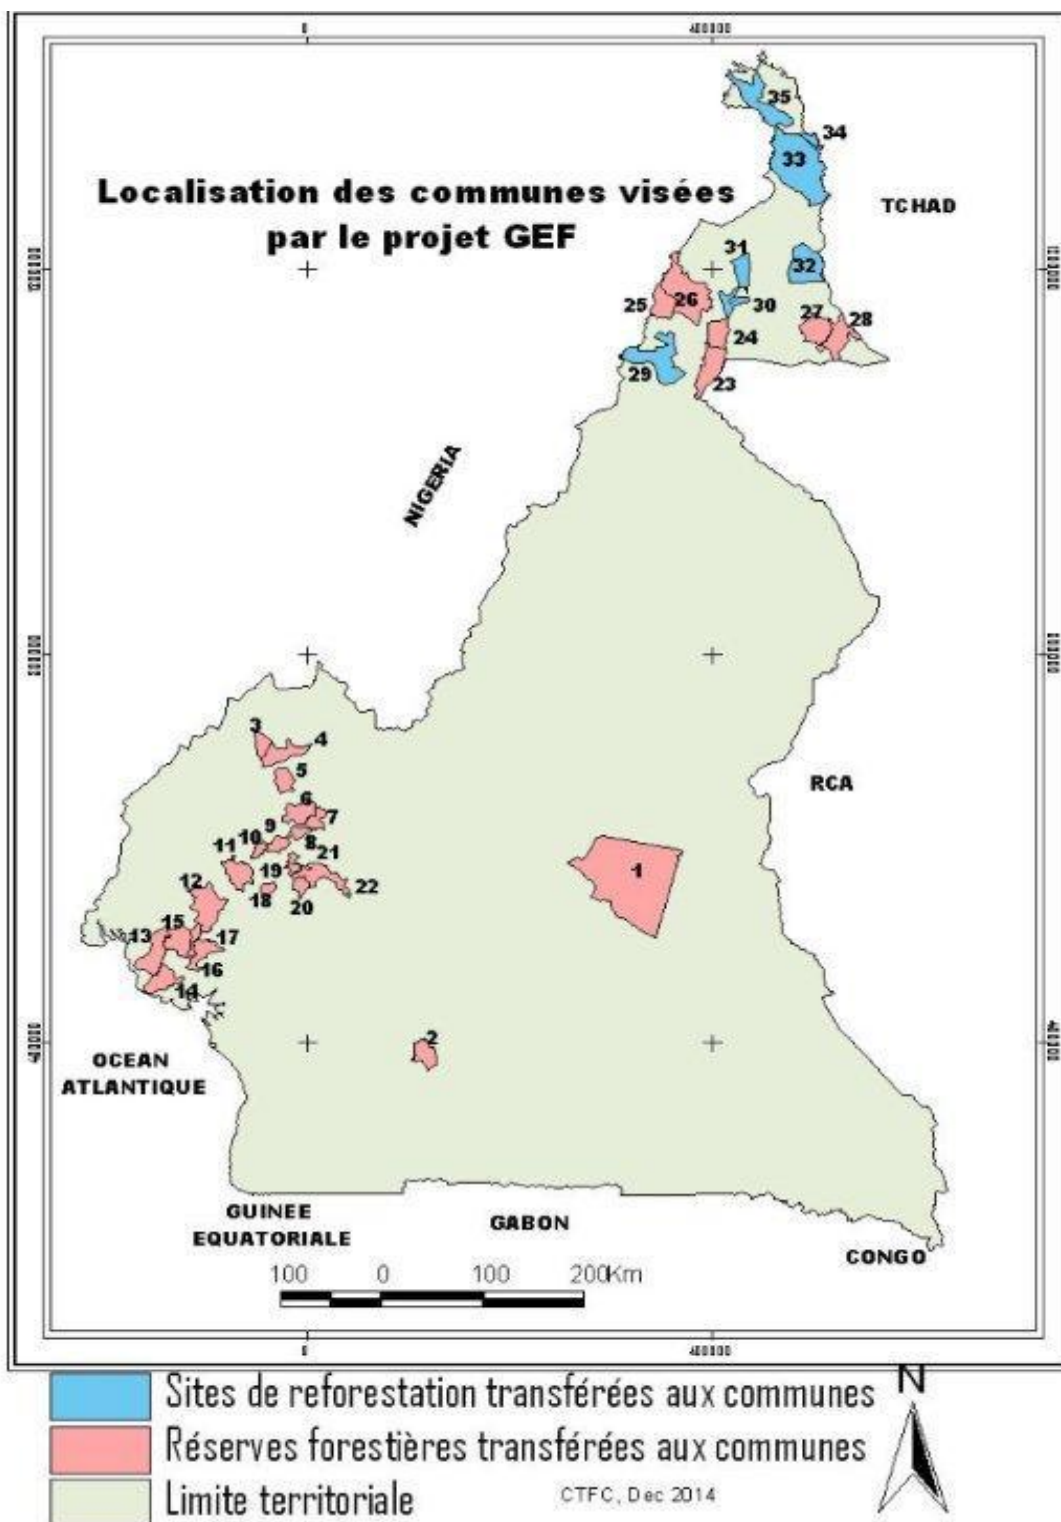 0
400000
Localisation des communes visées
par le projet GEF
TCHAD
NIGERIA
RCA
OCEAN
ATLANTIQUE
GUINEE
EQUATORIALE
GABON
CONGO
35
34
33
31
32
25
26
30
27
28
24
29
23
3
4
5
6
7
9
10
8
11
21
19
22
12
18
20
1
15
17
13
16
14
2
100 0 100 200Km
0
400000
N
Sites de reforestation transférées aux communes
Réserves forestières transférées aux communes
Limite territoriale
CTFC, Dec 2014